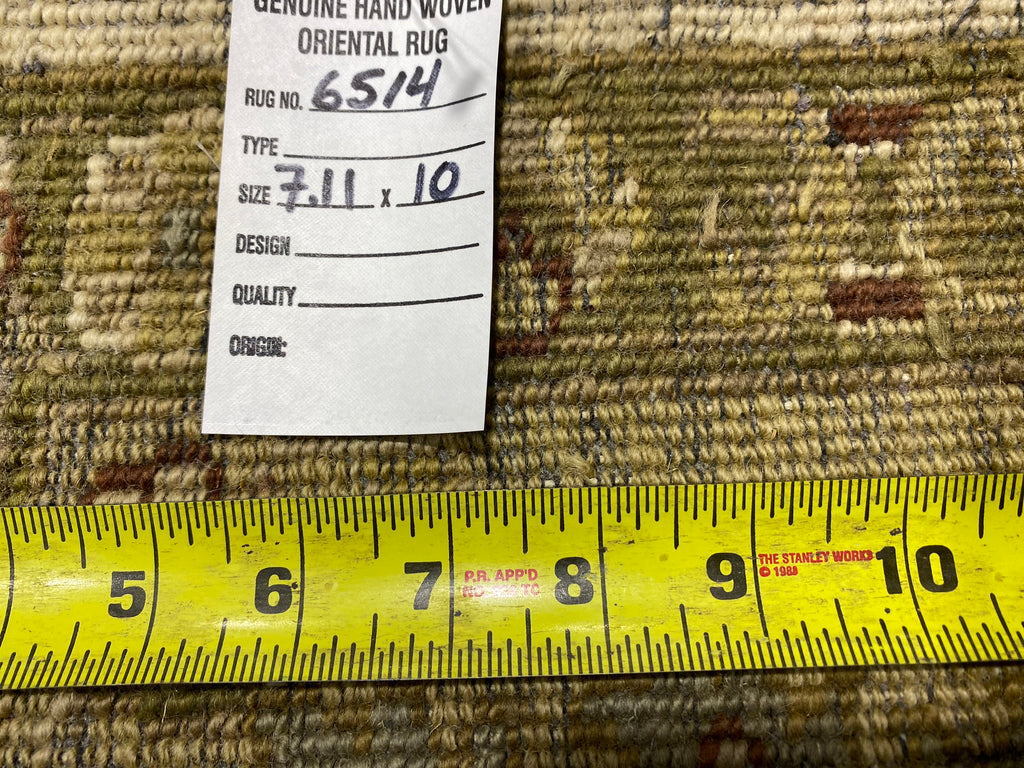 GENUINE HAND WOVEN
ORIENTAL RUG
RUG NO. 6514
TYPE
SIZE 7.11 X 10
DESIGN
QUALITY
ORIGIN:
5 6 7 8 9 10
P.R. APP'D
THE STANLEY WORKS
©